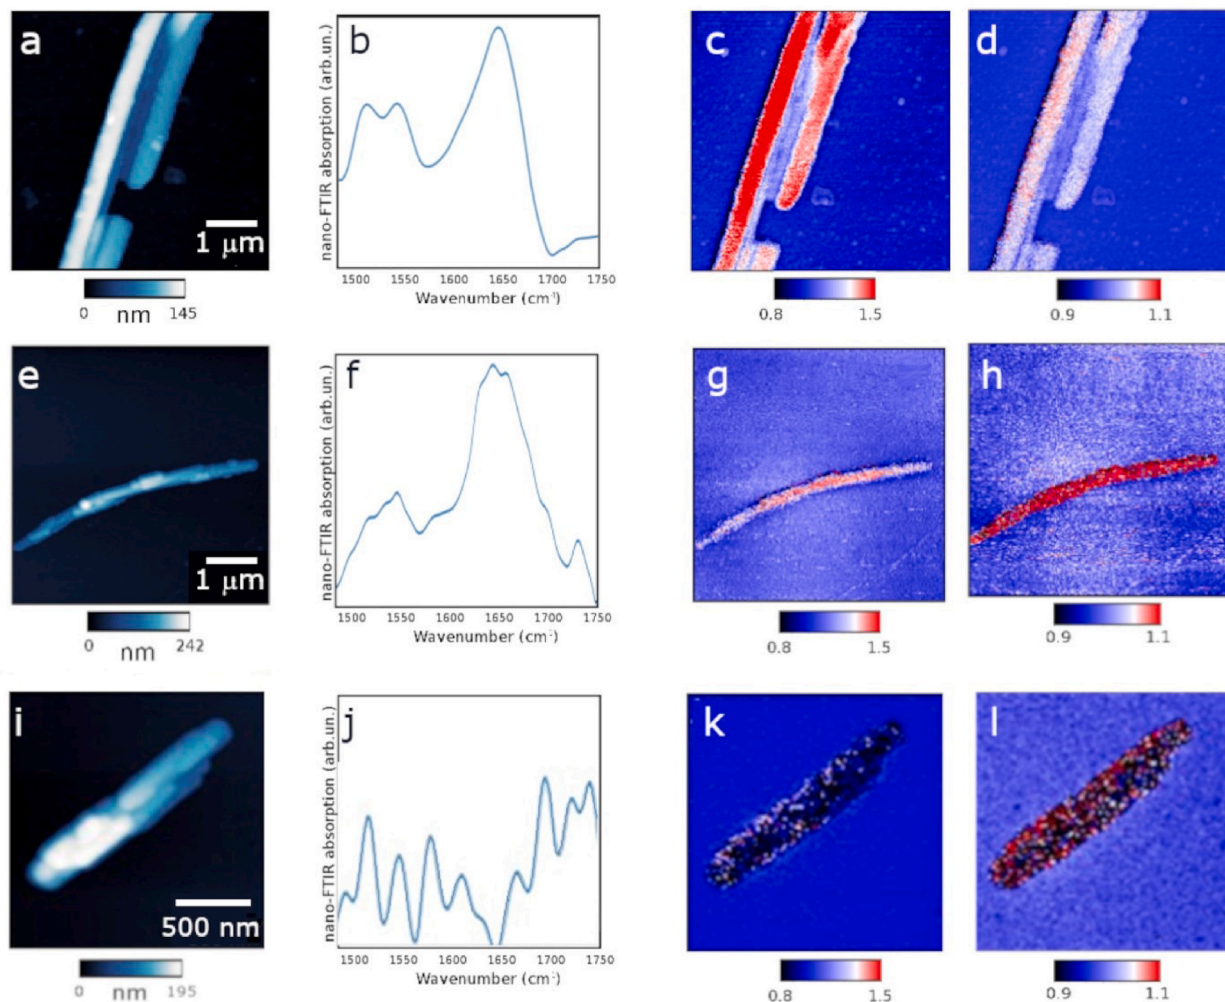 a
1 μm
0 nm 145
b
nano-FTIR absorption (arb.un.)
1500 1550 1600 1650 1700 1750
Wavenumber (cm⁻¹)
c
0.8 1.5
d
0.9 1.1
e
1 μm
0 nm 242
f
nano-FTIR absorption (arb.un.)
1500 1550 1600 1650 1700 1750
Wavenumber (cm⁻¹)
g
0.8 1.5
h
0.9 1.1
i
500 nm
0 nm 195
j
nano-FTIR absorption (arb.un.)
1500 1550 1600 1650 1700 1750
Wavenumber (cm⁻¹)
k
0.8 1.5
l
0.9 1.1